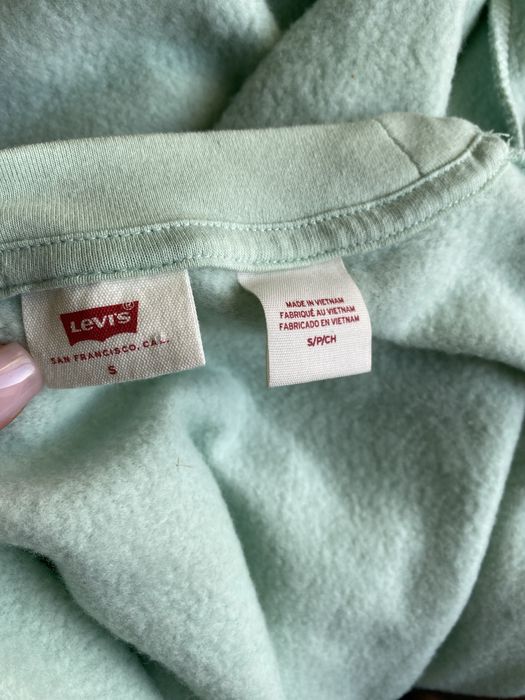 Levi's®
SAN FRANCISCO, CAL.
S
MADE IN VIETNAM
FABRIQUÉ AU VIETNAM
FABRICADO EN VIETNAM
S/P/CH